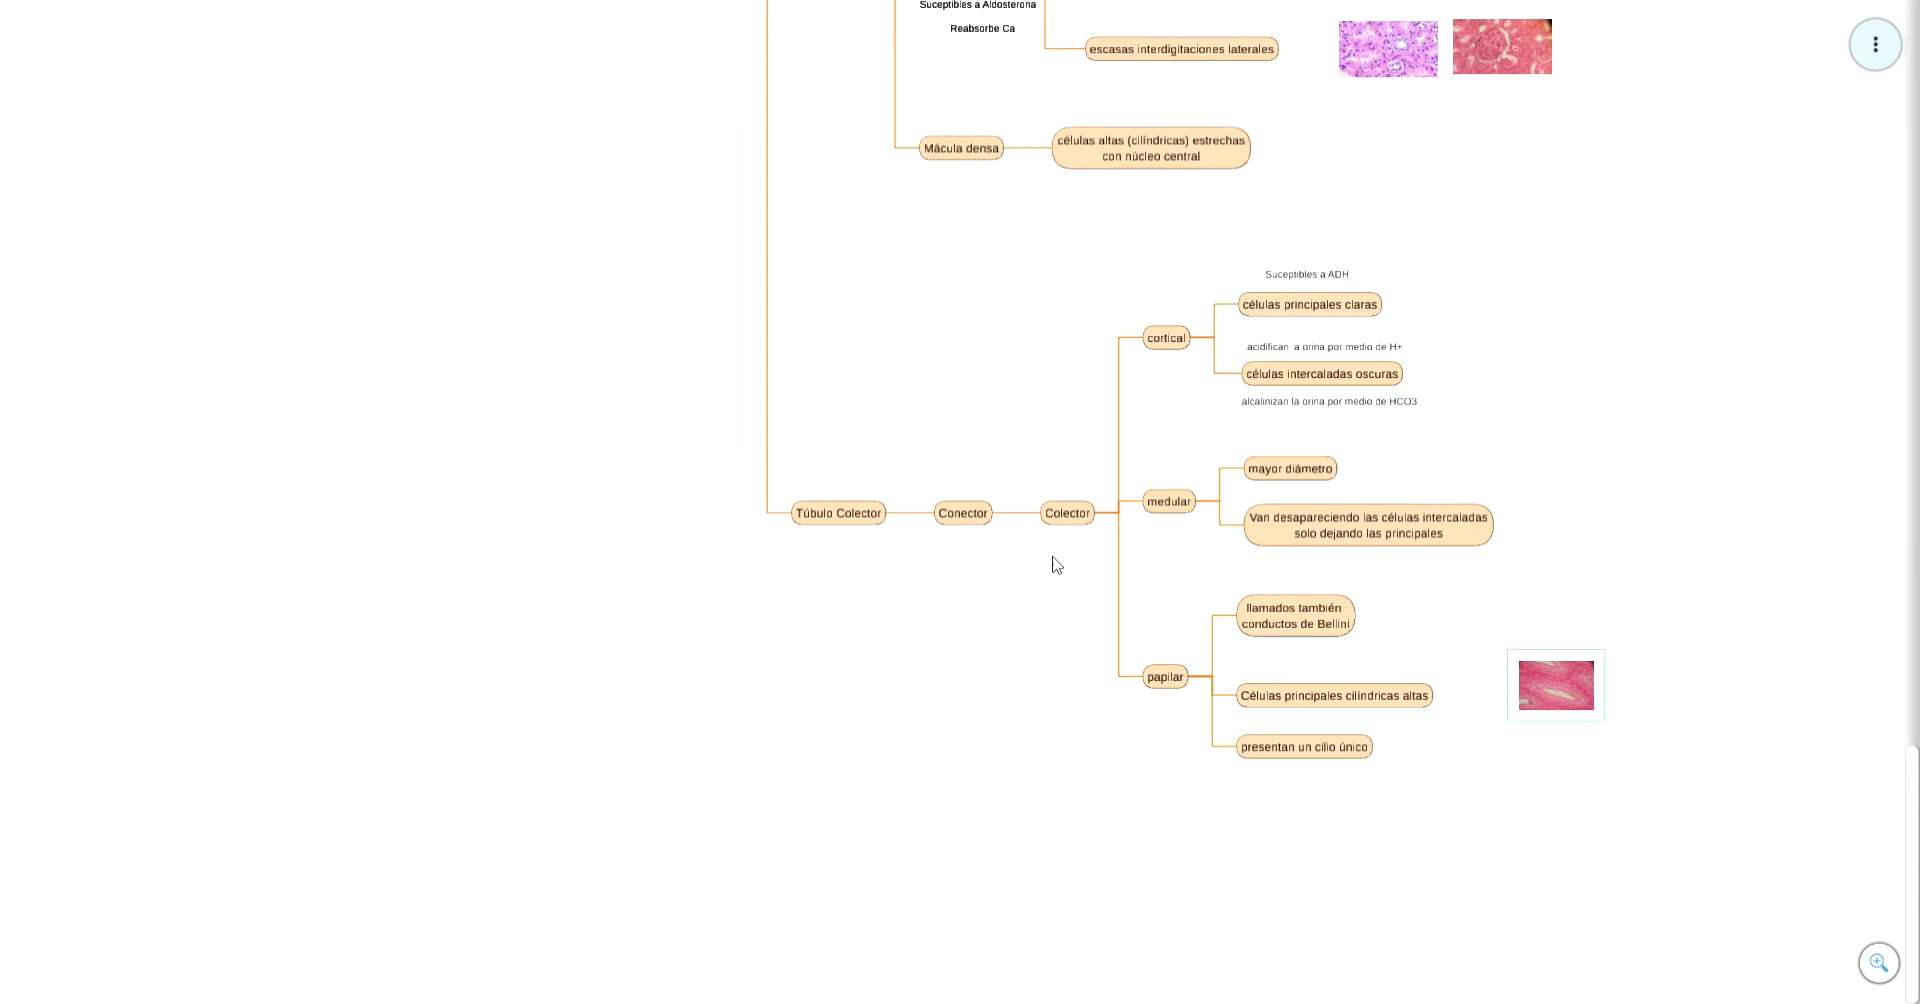 Suceptibles a Aldosterona
Reabsorbe Ca
escasas interdigitaciones laterales
Mácula densa
células altas (cilíndricas) estrechas
con núcleo central
Suceptibles a ADH
células principales claras
cortical
acidifican a orina por medio de H+
células intercaladas oscuras
alcalinizan la orina por medio de HCO3
mayor diámetro
medular
Túbulo Colector
Conector
Colector
Van desapareciendo las células intercaladas
solo dejando las principales
llamados también
conductos de Bellini
papilar
Células principales cilíndricas altas
presentan un cilio único